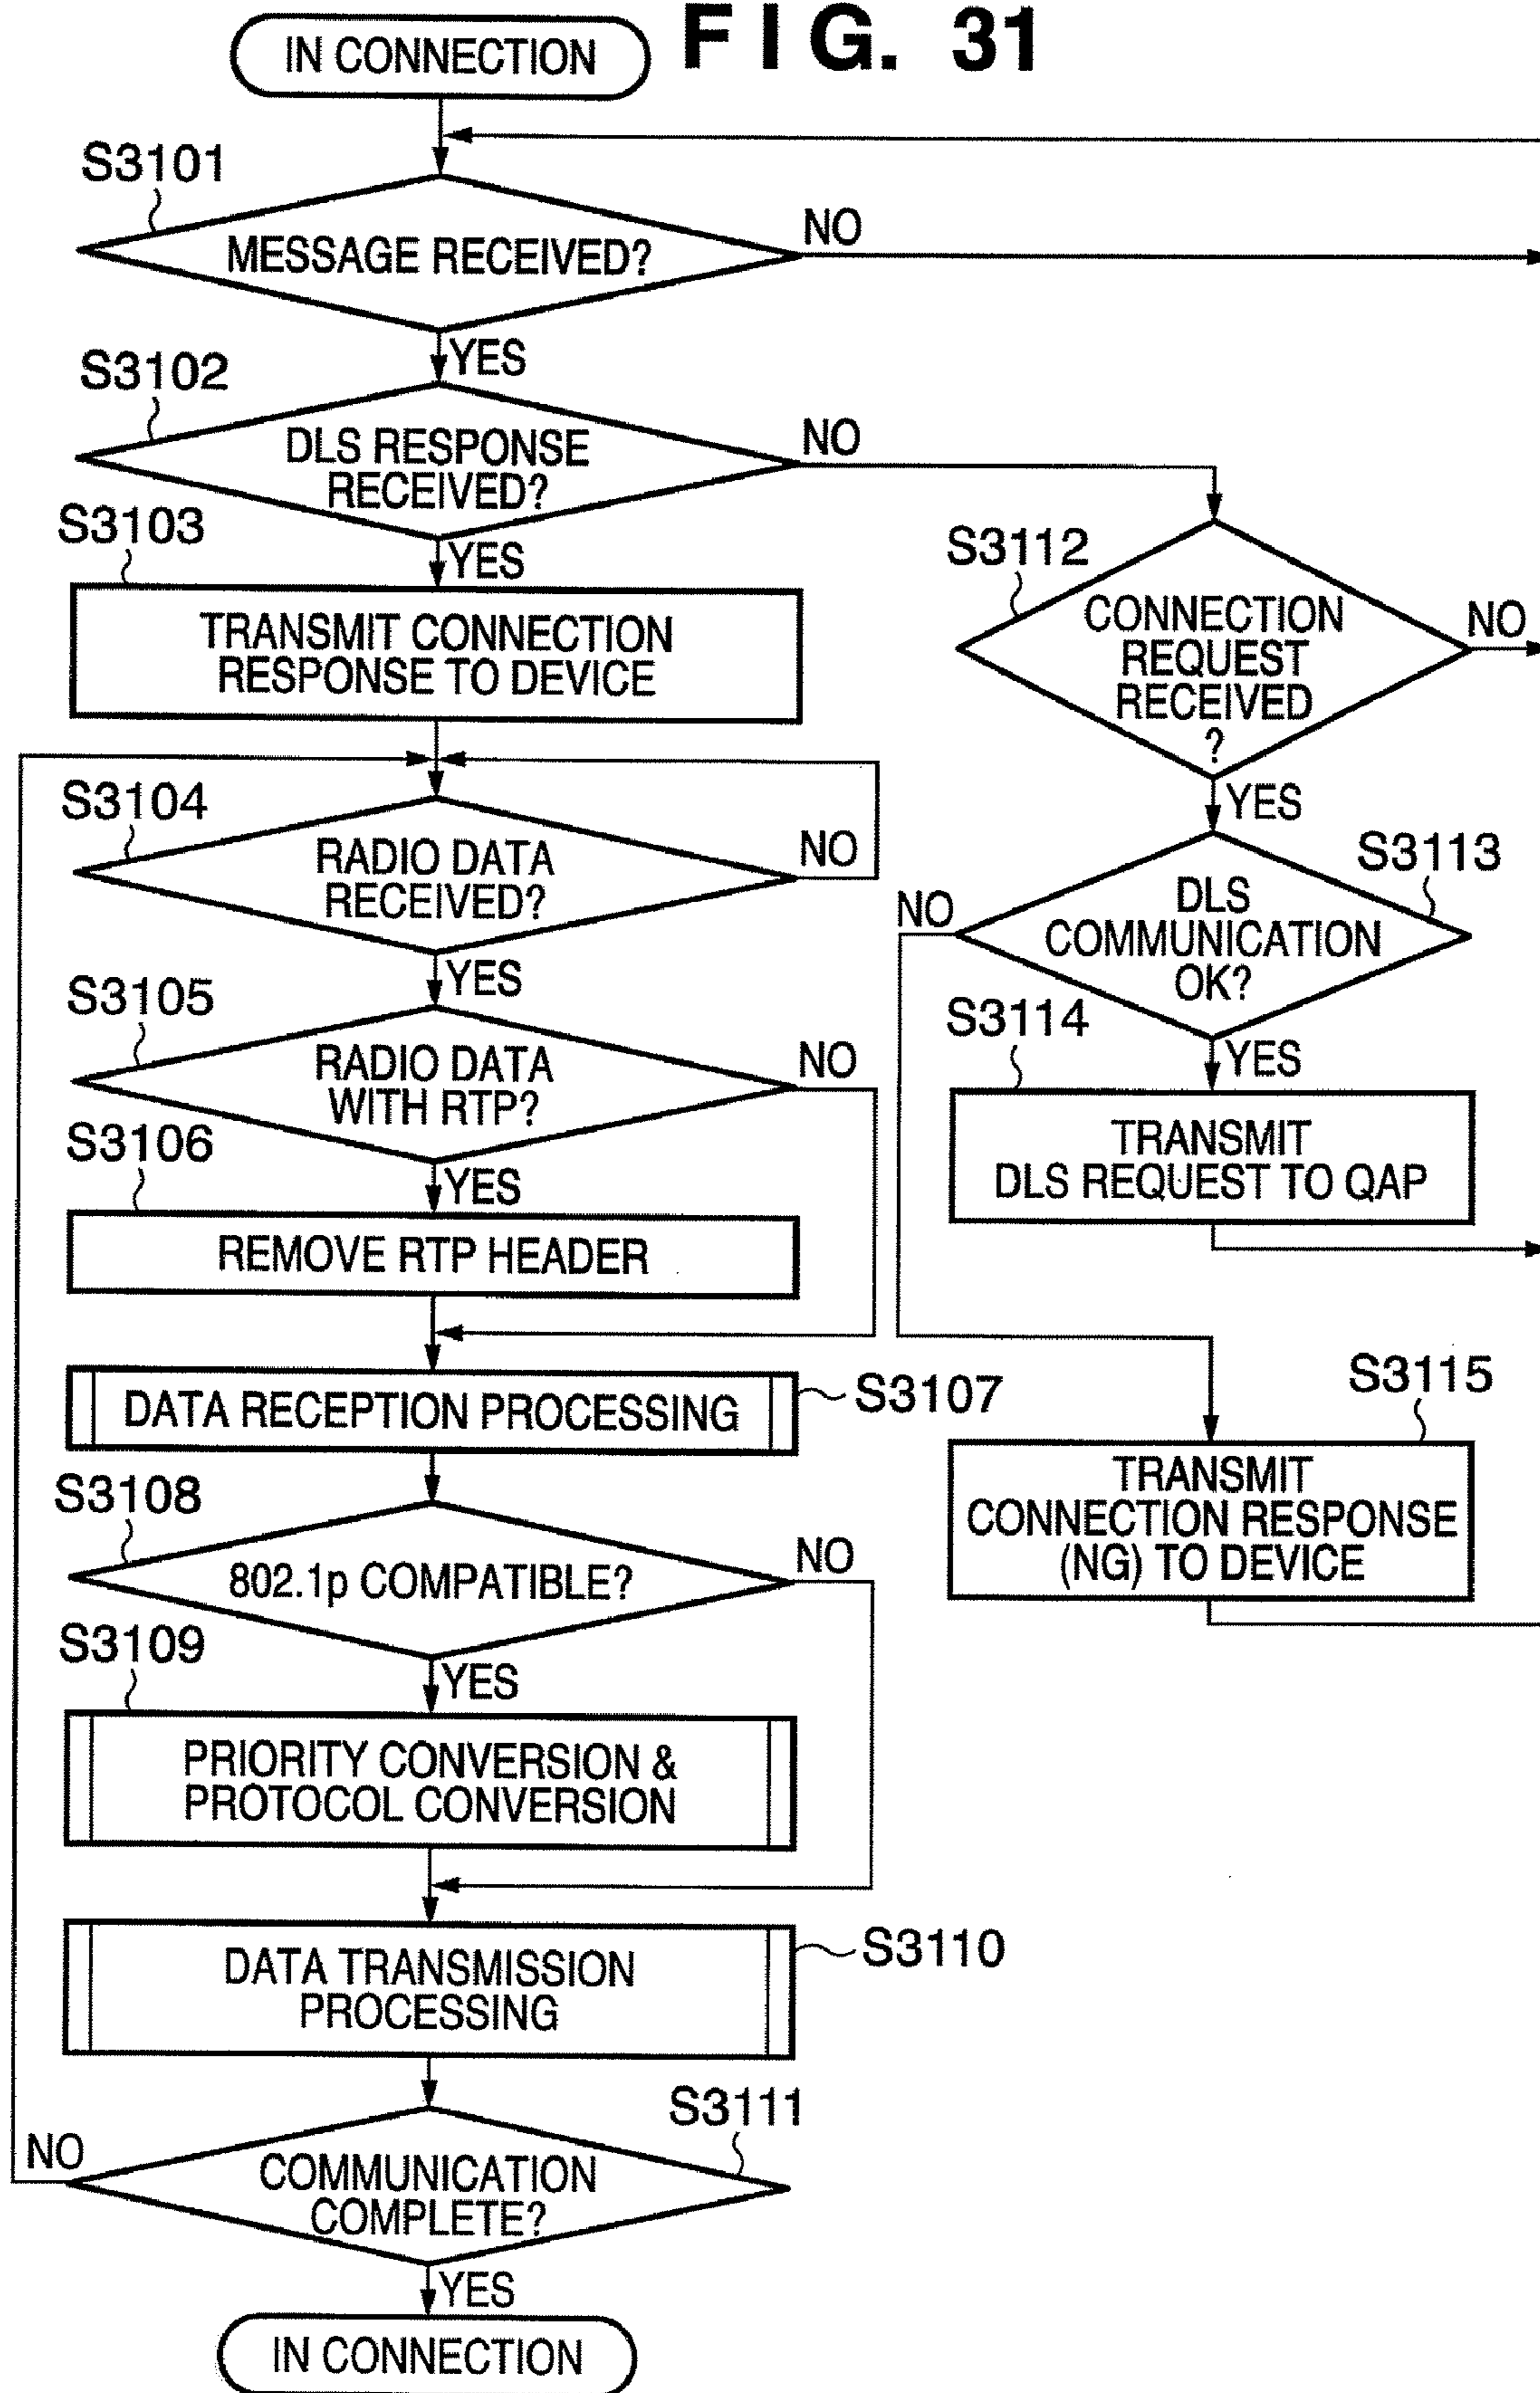 FIG. 31
IN CONNECTION
S3101
MESSAGE RECEIVED?
NO
YES
S3102
DLS RESPONSE
RECEIVED?
NO
YES
S3103
TRANSMIT CONNECTION
RESPONSE TO DEVICE
S3104
RADIO DATA
RECEIVED?
NO
YES
S3105
RADIO DATA
WITH RTP?
NO
YES
S3106
REMOVE RTP HEADER
DATA RECEPTION PROCESSING
S3107
S3108
802.1p COMPATIBLE?
NO
YES
S3109
PRIORITY CONVERSION &
PROTOCOL CONVERSION
DATA TRANSMISSION
PROCESSING
S3110
S3111
COMMUNICATION
COMPLETE?
NO
YES
IN CONNECTION
S3112
CONNECTION
REQUEST
RECEIVED
?
NO
YES
S3113
DLS
COMMUNICATION
OK?
NO
YES
S3114
TRANSMIT
DLS REQUEST TO QAP
S3115
TRANSMIT
CONNECTION RESPONSE
(NG) TO DEVICE